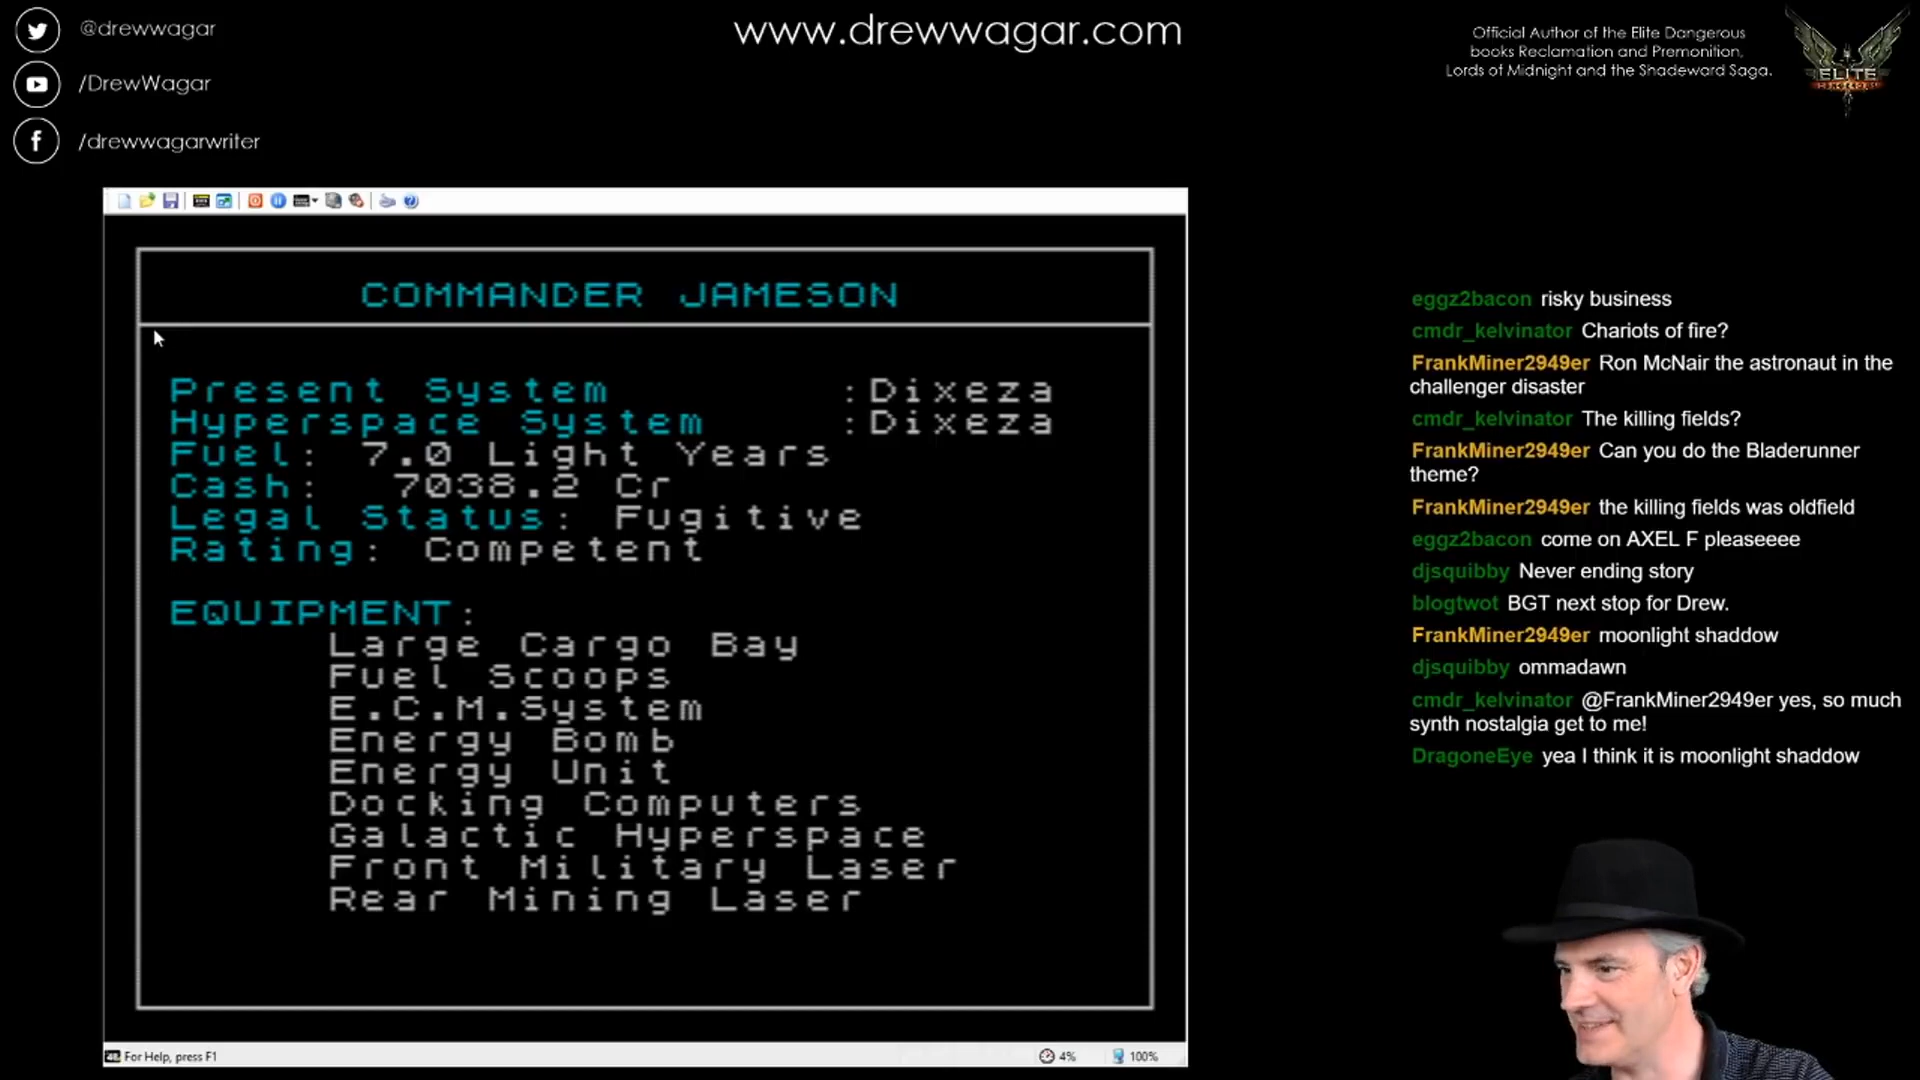 @drewwagar
/DrewWagar
/drewwagarwriter
www.drewwagar.com
Official Author of the Elite Dangerous
books Reclamation and Premonition,
Lords of Midnight and the Shadeward Saga.
ELITE
DANGEROUS
COMMANDER JAMESON
Present System :Dixeza
Hyperspace System :Dixeza
Fuel: 7.0 Light Years
Cash: 7038.2 Cr
Legal Status: Fugitive
Rating: Competent
EQUIPMENT:
Large Cargo Bay
Fuel Scoops
E.C.M.System
Energy Bomb
Energy Unit
Docking Computers
Galactic Hyperspace
Front Military Laser
Rear Mining Laser
For Help, press F1
4%
100%
eggz2bacon risky business
cmdr_kelvinator Chariots of fire?
FrankMiner2949er Ron McNair the astronaut in the
challenger disaster
cmdr_kelvinator The killing fields?
FrankMiner2949er Can you do the Bladerunner
theme?
FrankMiner2949er the killing fields was oldfield
eggz2bacon come on AXEL F pleaseeee
djsquibby Never ending story
blogtwot BGT next stop for Drew.
FrankMiner2949er moonlight shaddow
djsquibby ommadawn
cmdr_kelvinator @FrankMiner2949er yes, so much
synth nostalgia get to me!
DragoneEye yea I think it is moonlight shaddow